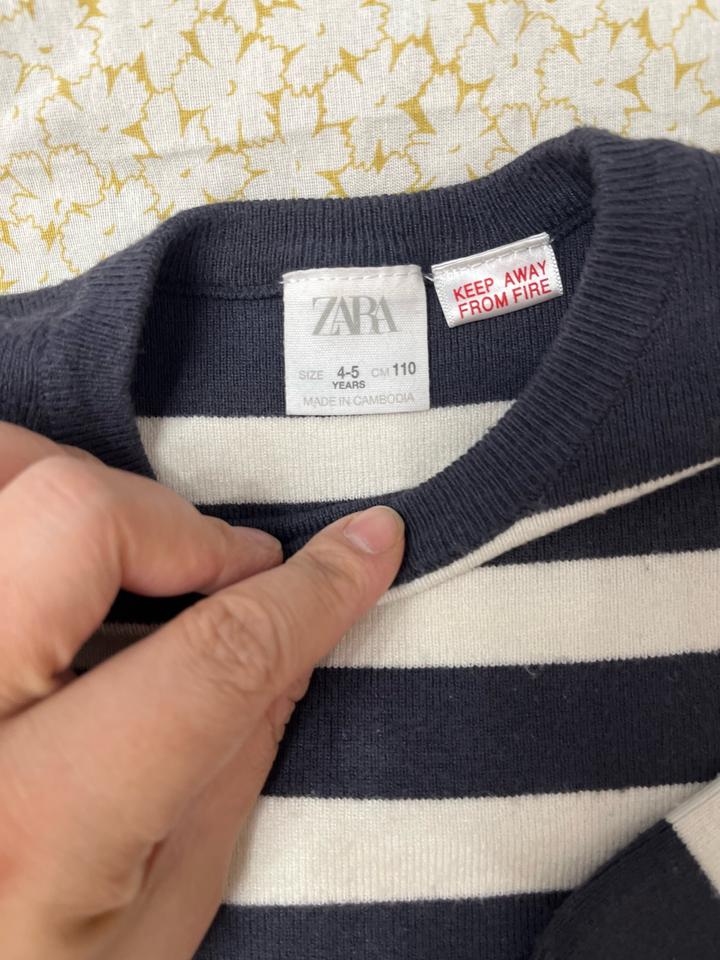 ZARA
SIZE 4-5 YEARS CM 110
MADE IN CAMBODIA
KEEP AWAY
FROM FIRE